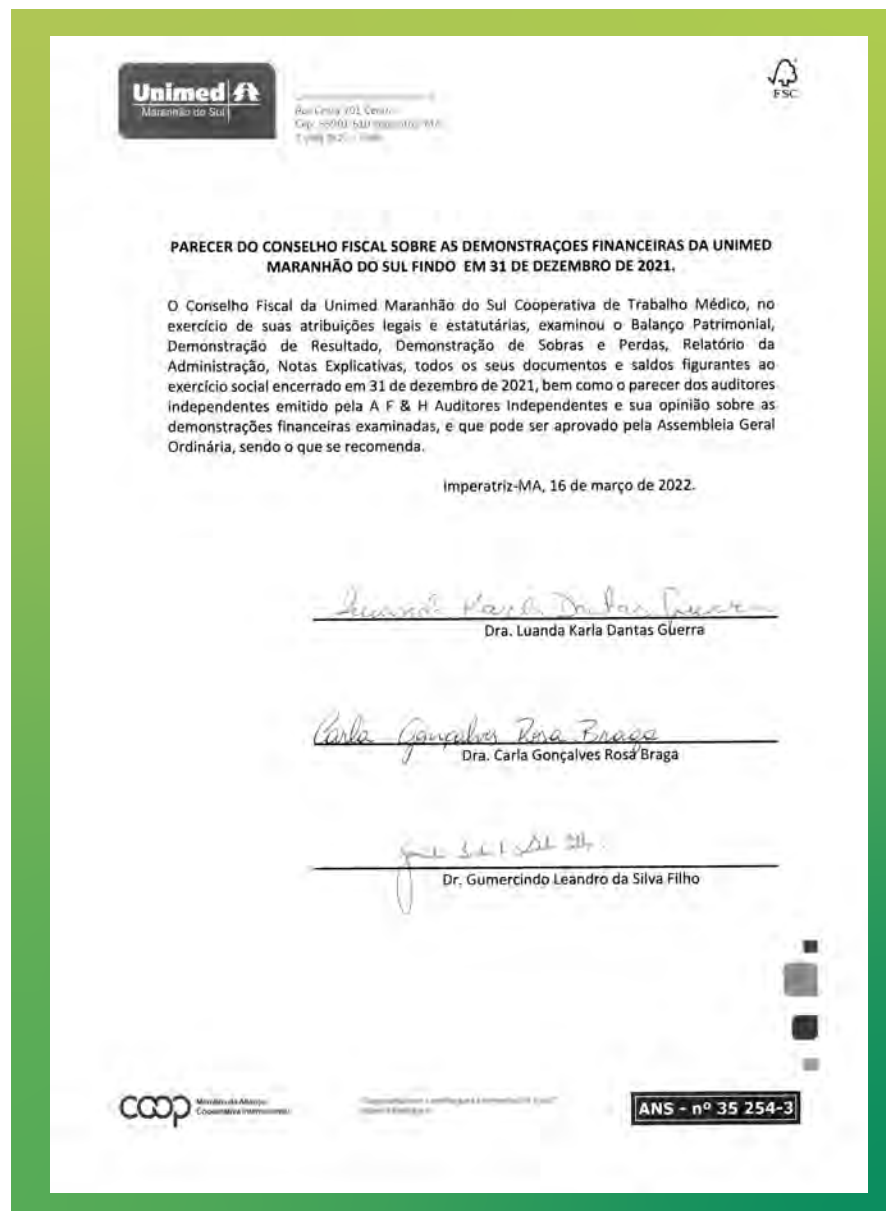 Unimed
Maranhão do Sul
FSC
PARECER DO CONSELHO FISCAL SOBRE AS DEMONSTRAÇOES FINANCEIRAS DA UNIMED
MARANHÃO DO SUL FINDO EM 31 DE DEZEMBRO DE 2021.
O Conselho Fiscal da Unimed Maranhão do Sul Cooperativa de Trabalho Médico, no
exercício de suas atribuições legais e estatutárias, examinou o Balanço Patrimonial,
Demonstração de Resultado, Demonstração de Sobras e Perdas, Relatório da
Administração, Notas Explicativas, todos os seus documentos e saldos figurantes ao
exercício social encerrado em 31 de dezembro de 2021, bem como o parecer dos auditores
independentes emitido pela A F & H Auditores Independentes e sua opinião sobre as
demonstrações financeiras examinadas, e que pode ser aprovado pela Assembleia Geral
Ordinária, sendo o que se recomenda.
Imperatriz-MA, 16 de março de 2022.
Karla Dantas Guerra
Dra. Luanda Karla Dantas Guerra
Carla Gonçalves Rosa Braga
Dra. Carla Gonçalves Rosa Braga
Dr. Gumercindo Leandro da Silva Filho
coop
ANS - nº 35 254-3